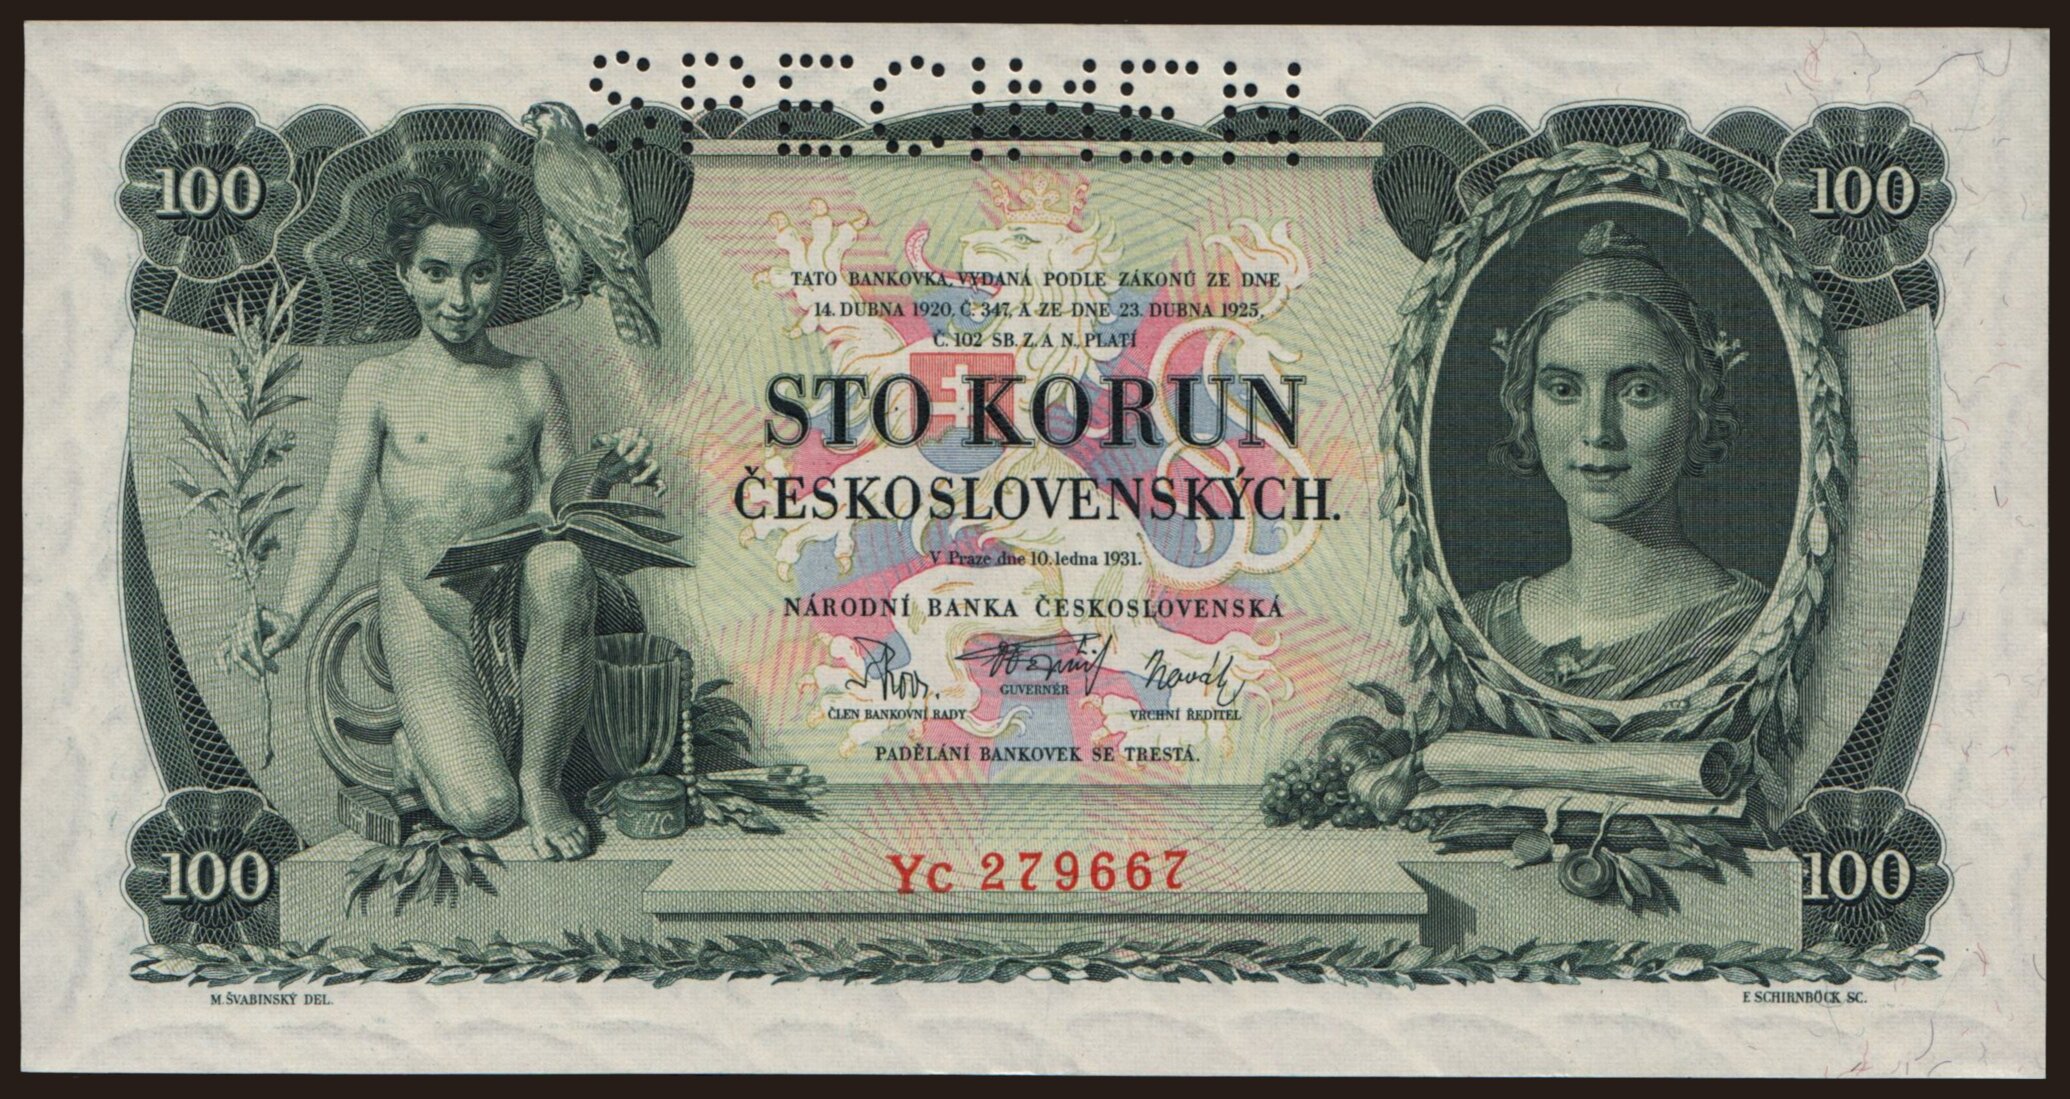 SPECIMEN
100
100
TATO BANKOVKA, VYDANÁ PODLE ZÁKONŮ ZE DNE
14. DUBNA 1920, Č. 347, A ZE DNE 23. DUBNA 1925,
Č. 102 SB. Z. A N., PLATÍ
STO KORUN
ČESKOSLOVENSKÝCH.
V Praze dne 10. ledna 1931.
NÁRODNÍ BANKA ČESKOSLOVENSKÁ
Novák
GUVERNÉR
ČLEN BANKOVNÍ RADY
VRCHNÍ ŘEDITEL
PADĚLÁNÍ BANKOVEK SE TRESTÁ.
100
Yc 279667
100
M. ŠVABINSKÝ DEL.
F. SCHIRNBÖCK SC.